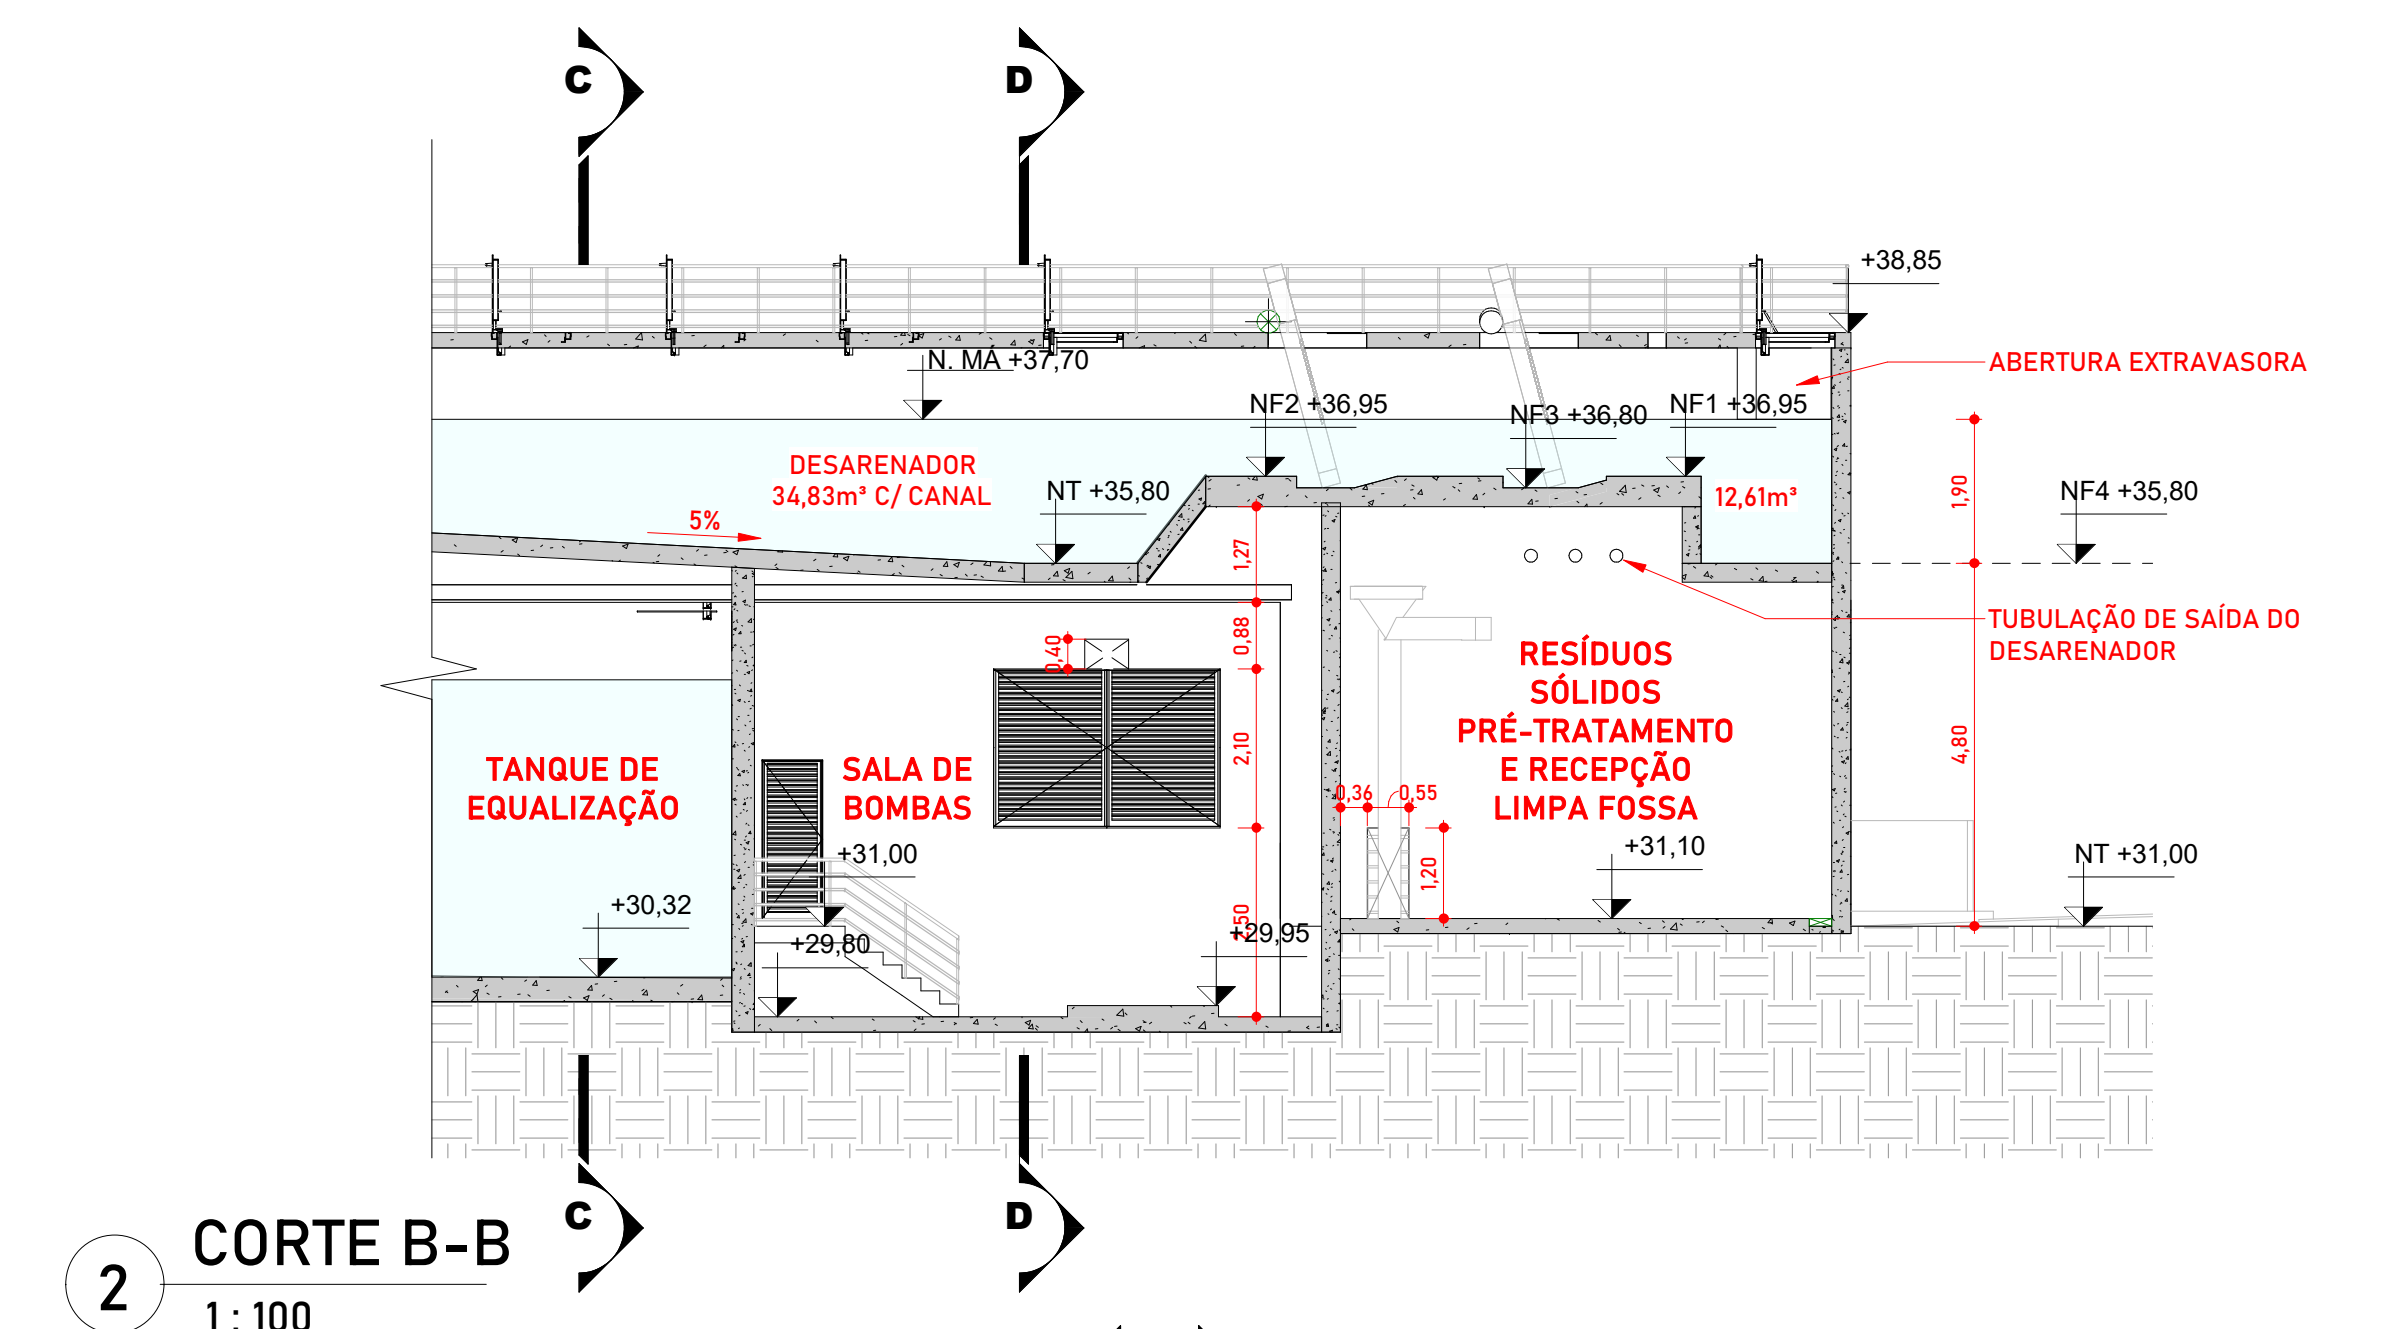 C
D
+38,85
N. MÁ +37,70
ABERTURA EXTRAVASORA
NF2 +36,95
NF3 +36,80
NF1 +36,95
DESARENADOR
34,83m³ C/ CANAL
NT +35,80
12,61m³
1,90
NF4 +35,80
5%
1,27
TUBULAÇÃO DE SAÍDA DO
DESARENADOR
0,40
0,88
RESÍDUOS
SÓLIDOS
PRÉ-TRATAMENTO
E RECEPÇÃO
LIMPA FOSSA
2,10
4,80
TANQUE DE
EQUALIZAÇÃO
SALA DE
BOMBAS
0,36
0,55
+31,00
+31,10
1,20
NT +31,00
+30,32
+29,80
2,50
+29,95
C
D
2
CORTE B-B
1 : 100